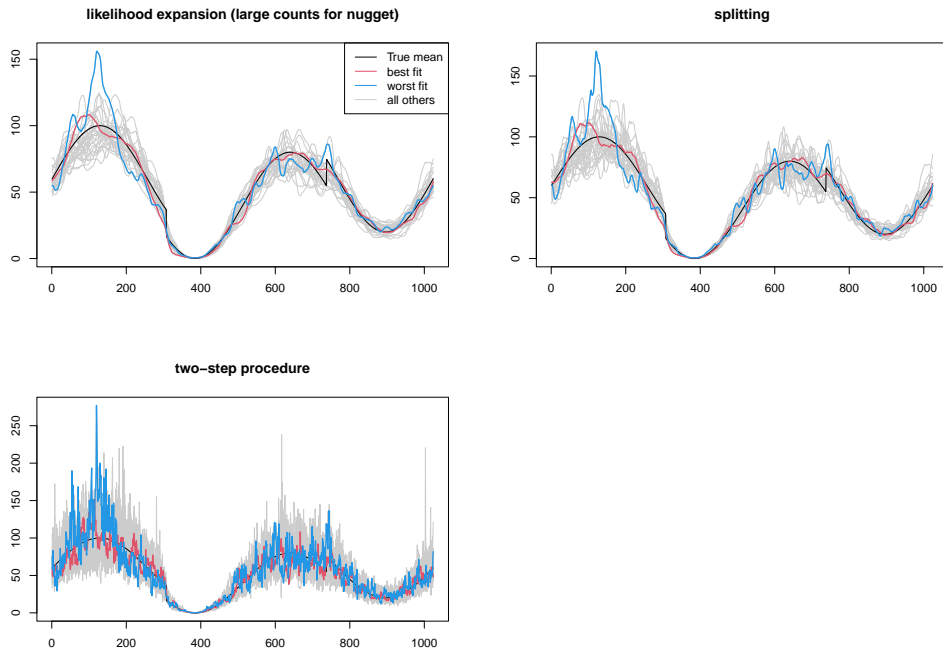 likelihood expansion (large counts for nugget)
splitting
150
100
50
0
True mean
best fit
worst fit
all others
0 200 400 600 800 1000
150
100
50
0
0 200 400 600 800 1000
two−step procedure
250
200
150
100
50
0
0 200 400 600 800 1000